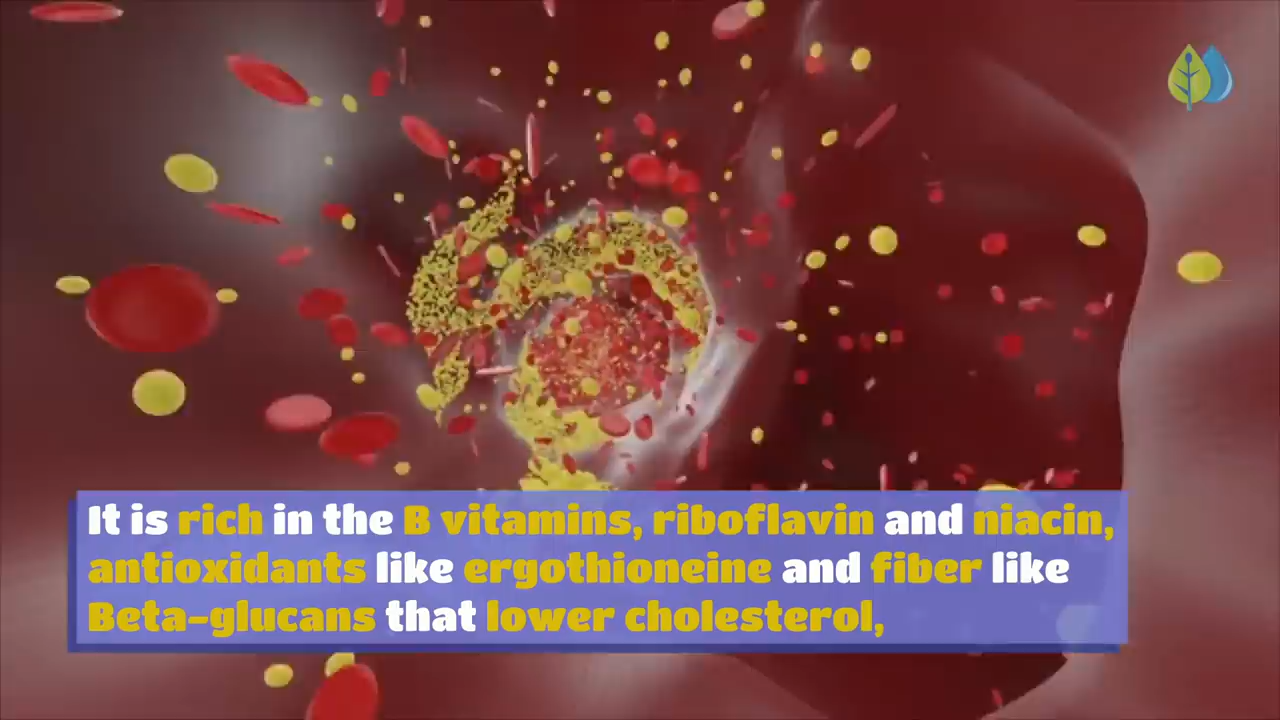 It is rich in the B vitamins, riboflavin and niacin,
antioxidants like ergothioneine and fiber like
Beta-glucans that lower cholesterol,